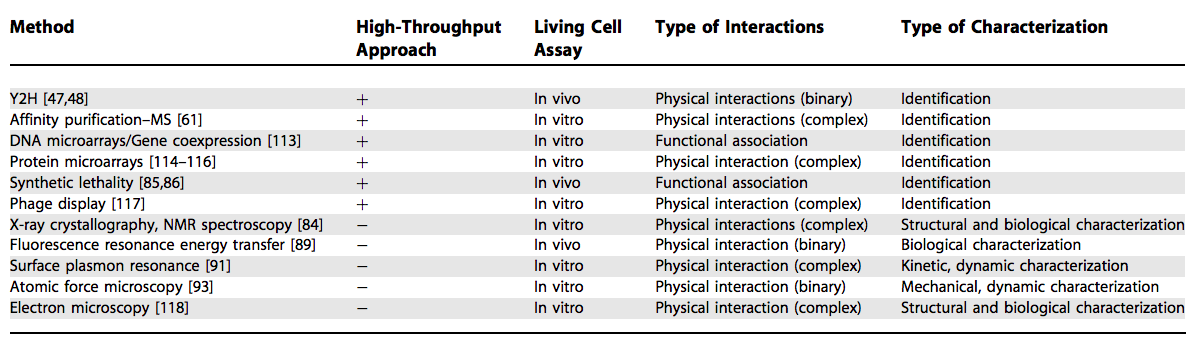 Method High-Throughput Approach Living Cell Assay Type of Interactions Type of Characterization
Y2H [47,48] + In vivo Physical interactions (binary) Identification
Affinity purification–MS [61] + In vitro Physical interactions (complex) Identification
DNA microarrays/Gene coexpression [113] + In vitro Functional association Identification
Protein microarrays [114–116] + In vitro Physical interaction (complex) Identification
Synthetic lethality [85,86] + In vivo Functional association Identification
Phage display [117] + In vitro Physical interaction (complex) Identification
X-ray crystallography, NMR spectroscopy [84] − In vitro Physical interactions (complex) Structural and biological characterization
Fluorescence resonance energy transfer [89] − In vivo Physical interaction (binary) Biological characterization
Surface plasmon resonance [91] − In vitro Physical interaction (complex) Kinetic, dynamic characterization
Atomic force microscopy [93] − In vitro Physical interaction (binary) Mechanical, dynamic characterization
Electron microscopy [118] − In vitro Physical interaction (complex) Structural and biological characterization